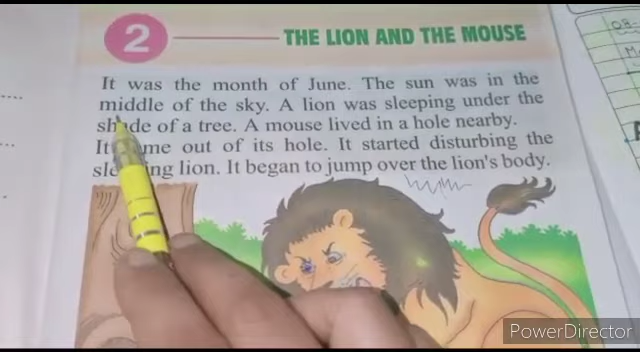 2
THE LION AND THE MOUSE
It was the month of June. The sun was in the
middle of the sky. A lion was sleeping under the
of a tree. A mouse lived in a hole nearby.
It out of its hole. It started disturbing the
lion. It began to jump over the lion's body.
PowerDirector